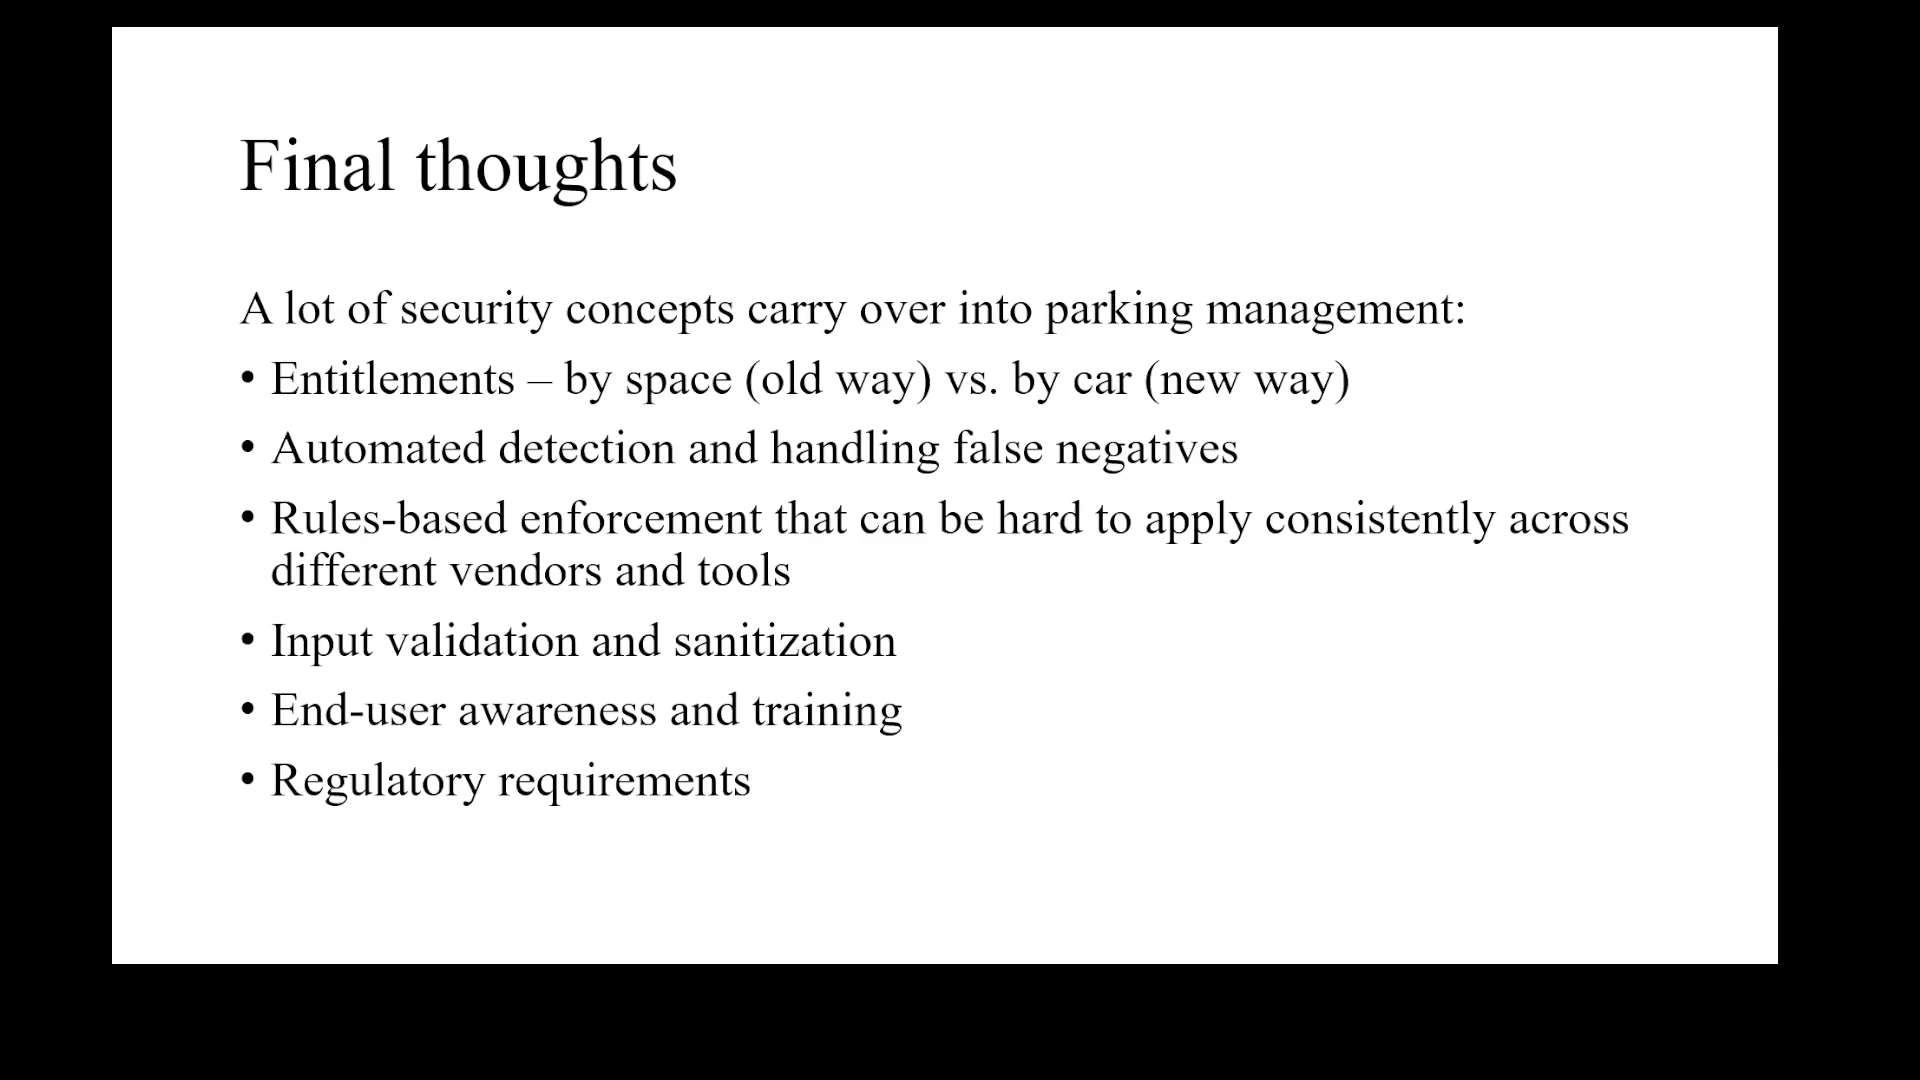 Final thoughts
A lot of security concepts carry over into parking management:
• Entitlements – by space (old way) vs. by car (new way)
• Automated detection and handling false negatives
• Rules-based enforcement that can be hard to apply consistently across
different vendors and tools
• Input validation and sanitization
• End-user awareness and training
• Regulatory requirements